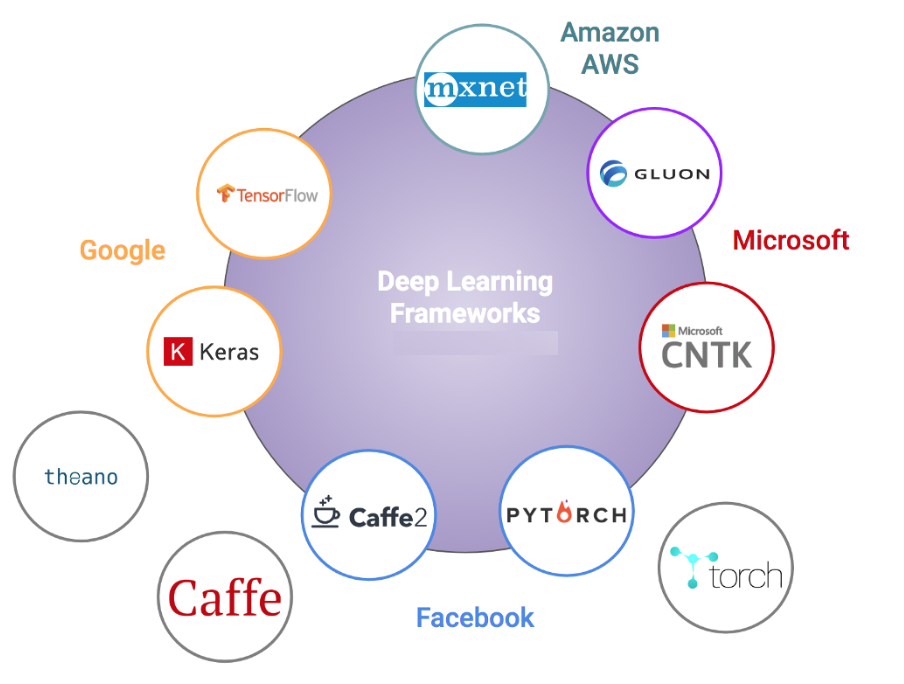 Amazon
AWS
mxnet
GLUON
TensorFlow
Google
Microsoft
Deep Learning
Frameworks
Microsoft
CNTK
K Keras
theano
Caffe2
PYTORCH
torch
Caffe
Facebook